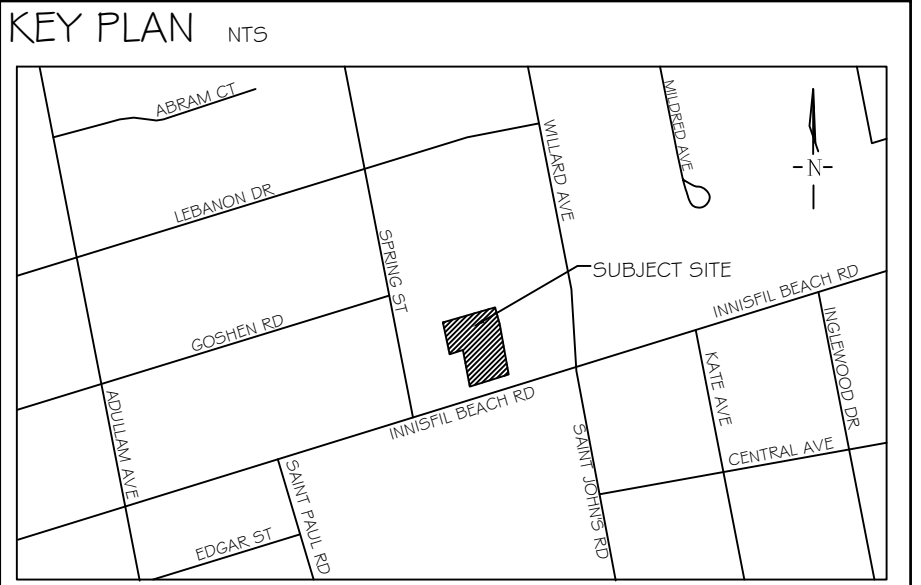 KEY PLAN NTS
ABRAM CT
LEBANON DR
WILLARD AVE
MILDRED AVE
-N-
SPRING ST
SUBJECT SITE
GOSHEN RD
INNISFIL BEACH RD
INGLEWOOD DR
ADULLAM AVE
INNISFIL BEACH RD
KATE AVE
SAINT PAUL RD
SAINT JOHNS RD
CENTRAL AVE
EDGAR ST